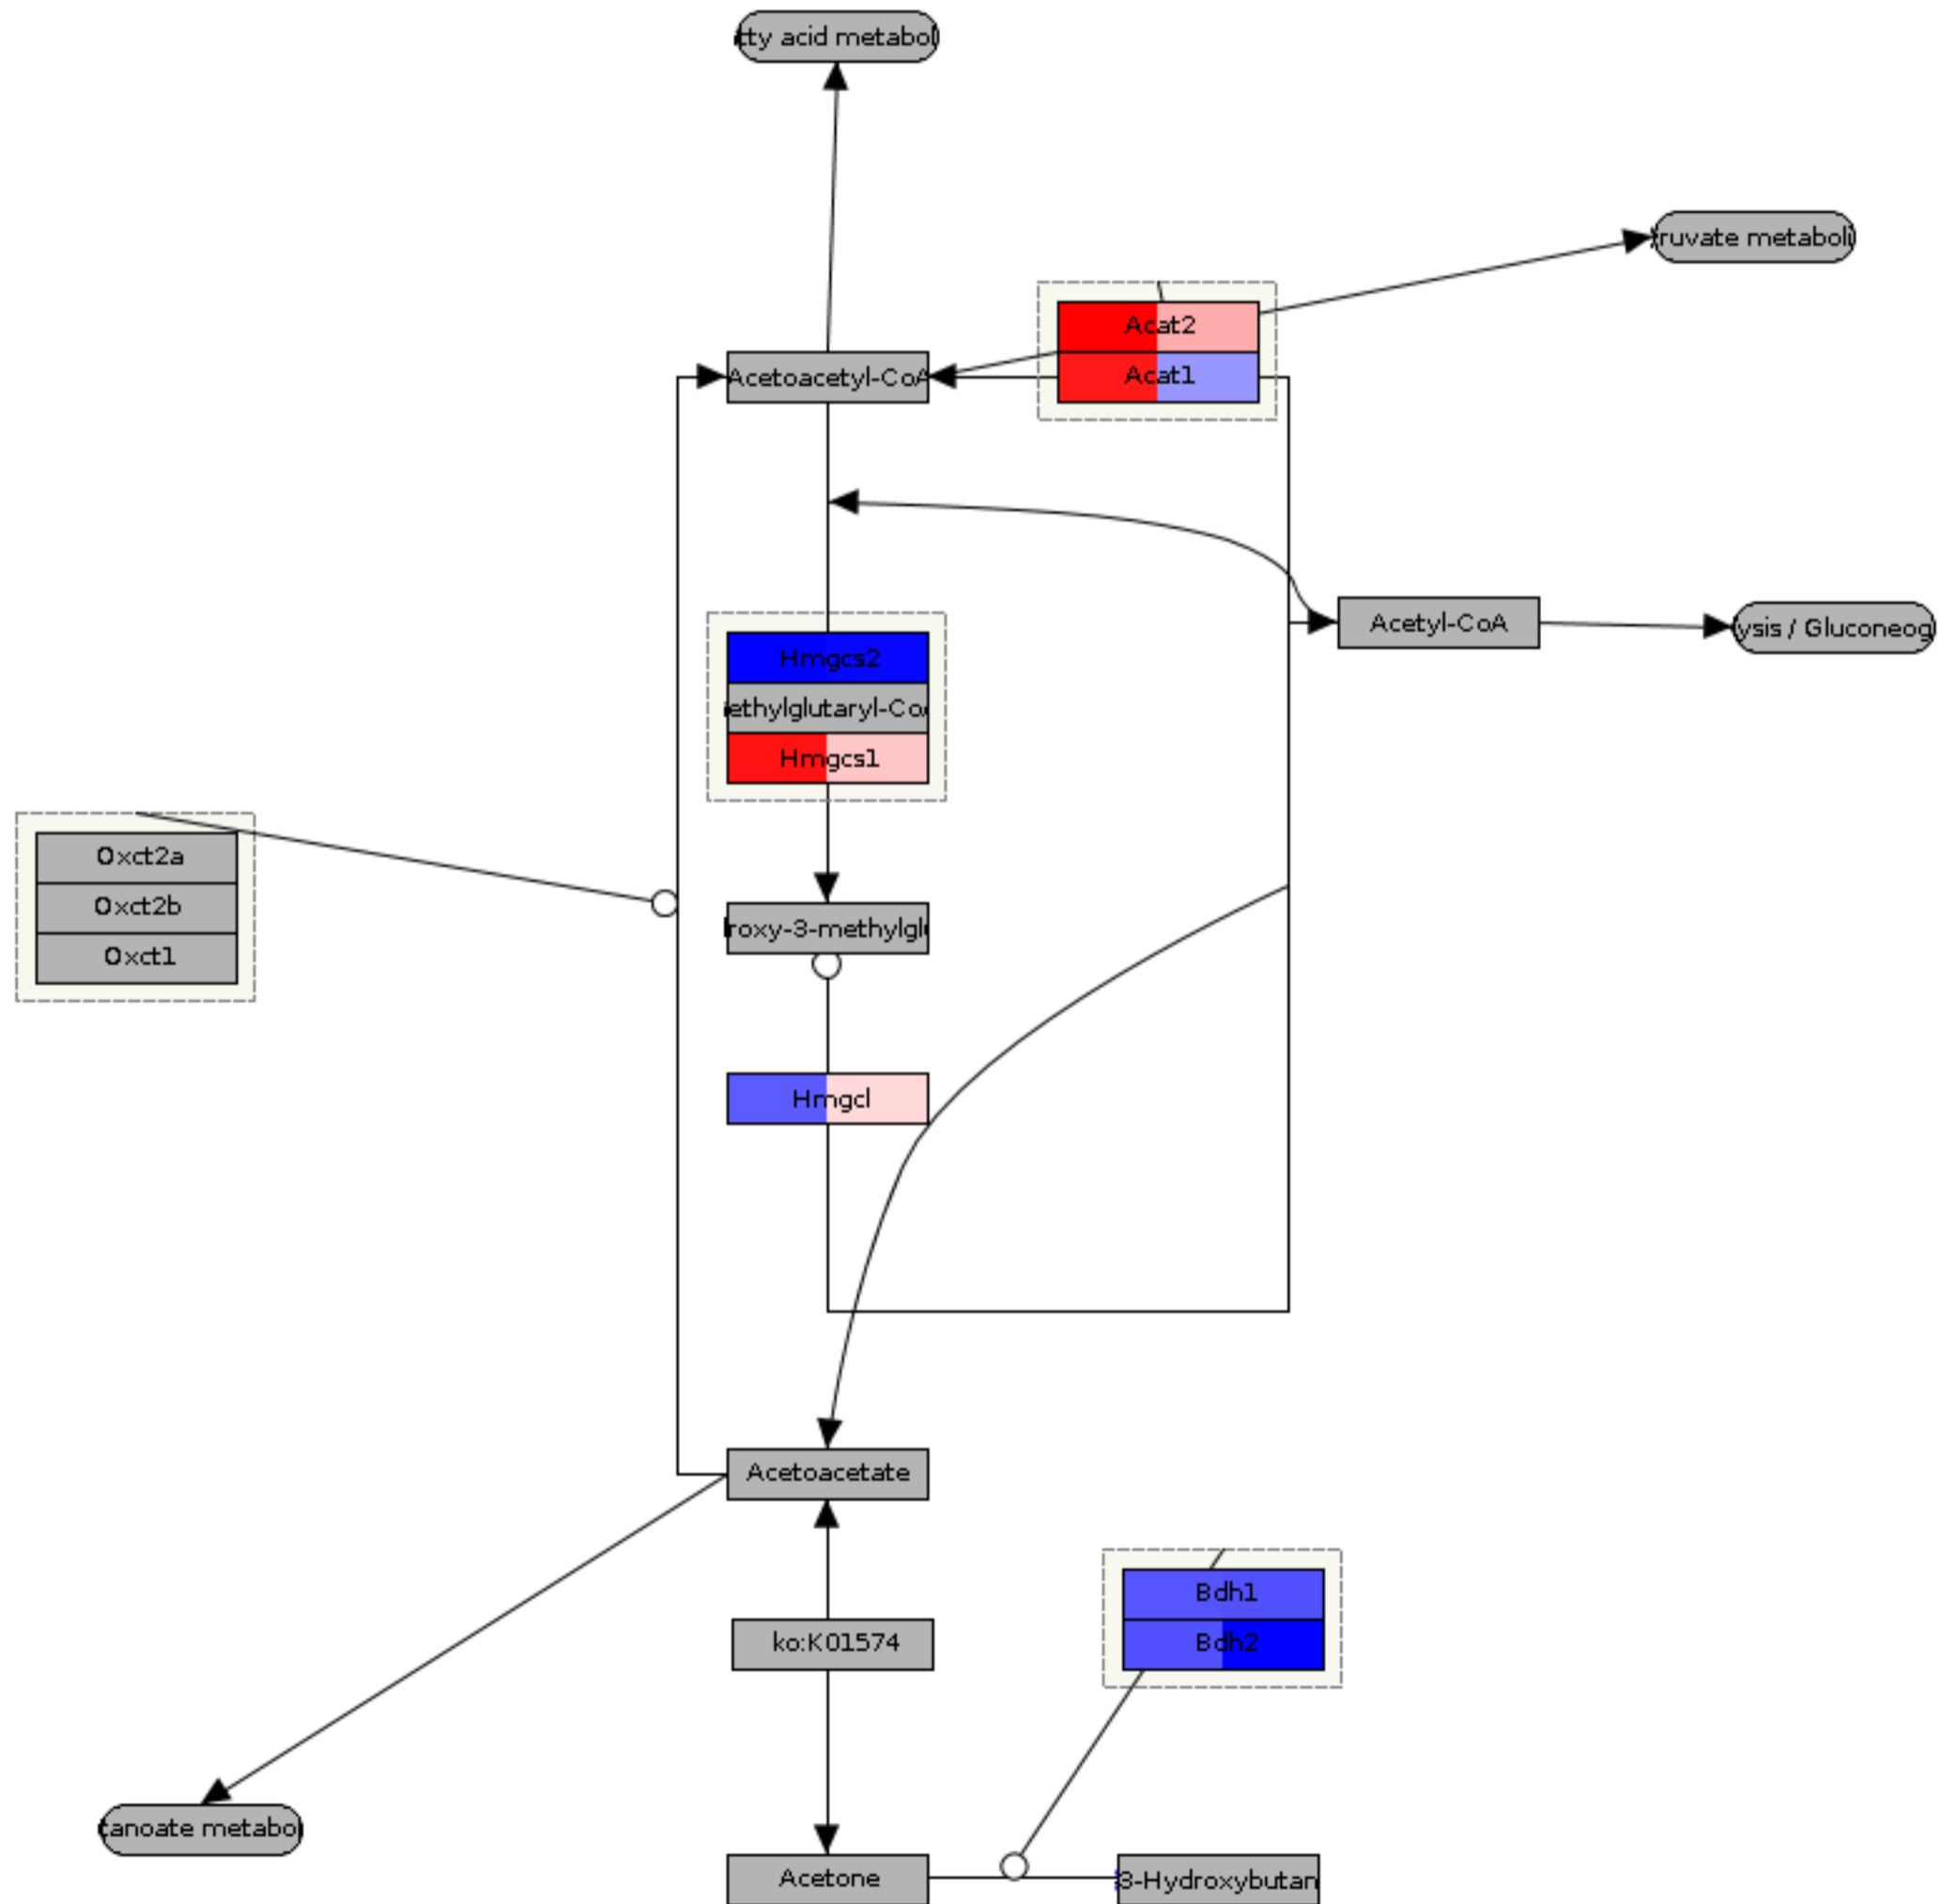 tty acid metabol
ruvate metaboli
Acat2
Acetoacetyl-CoA
Acat1
Acetyl-CoA
ysis / Gluconeog
Hmgcs2
ethylglutaryl-Co
Hmgcs1
Oxct2a
Oxct2b
Oxct1
roxy-3-methylgl
Hmgcl
Acetoacetate
Bdh1
ko:K01574
Bdh2
tanoate metabo
Acetone
3-Hydroxybutan